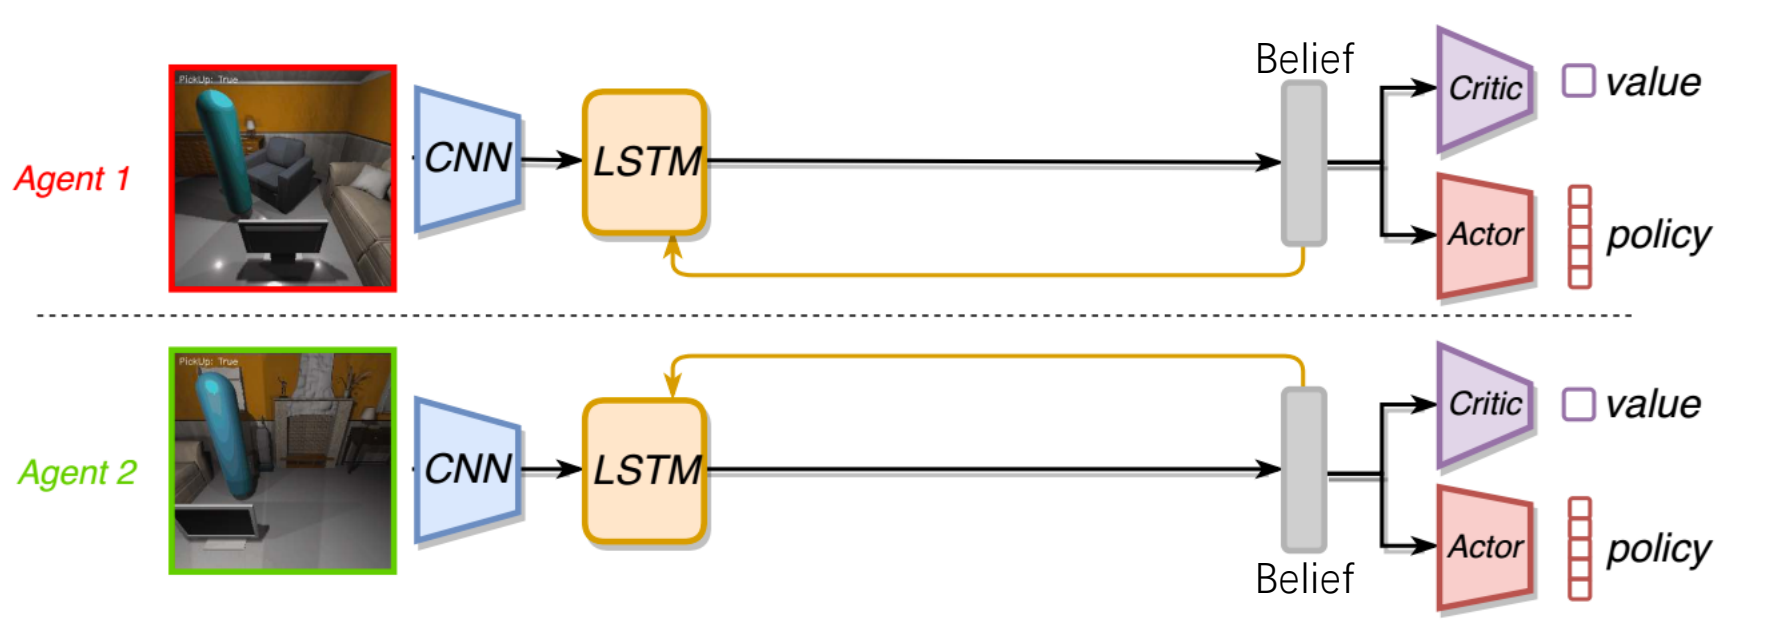 Belief
PickUp: True
Critic
value
CNN
LSTM
Agent 1
Actor
policy
PickUp: True
Critic
value
CNN
LSTM
Agent 2
Actor
policy
Belief